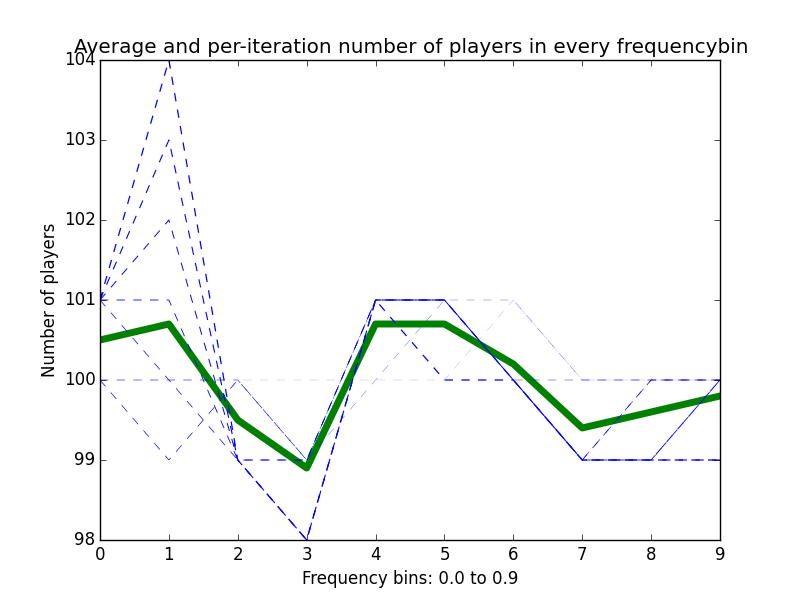 Average and per-iteration number of players in every frequencybin
104
103
102
101
100
99
98
Number of players
0 1 2 3 4 5 6 7 8 9
Frequency bins: 0.0 to 0.9